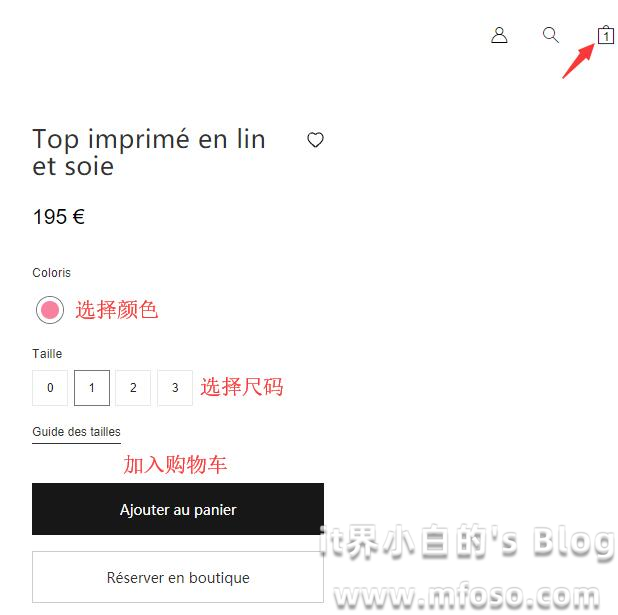 1
Top imprimé en lin
et soie
195 €
Coloris
选择颜色
Taille
0 1 2 3 选择尺码
Guide des tailles
加入购物车
Ajouter au panier
it界小白的's Blog
Réserver en boutique
www.mfoso.com